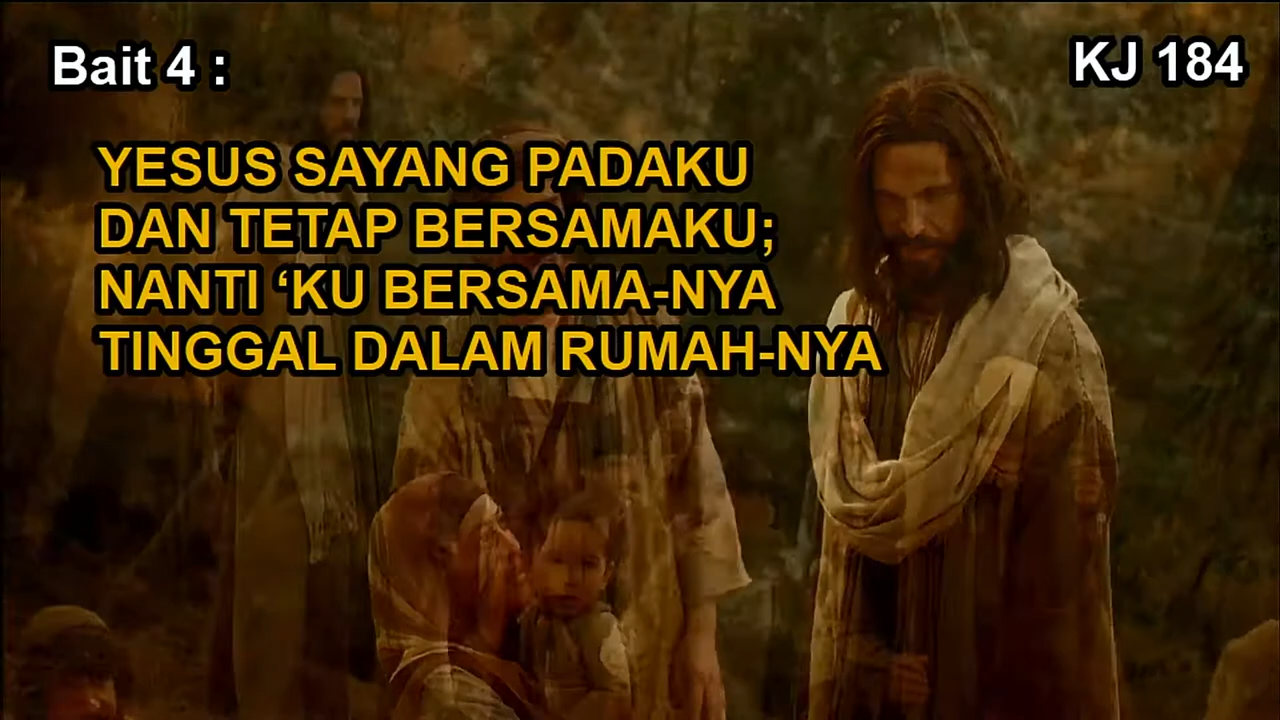 Bait 4 :
KJ 184
YESUS SAYANG PADAKU
DAN TETAP BERSAMAKU;
NANTI ‘KU BERSAMA-NYA
TINGGAL DALAM RUMAH-NYA